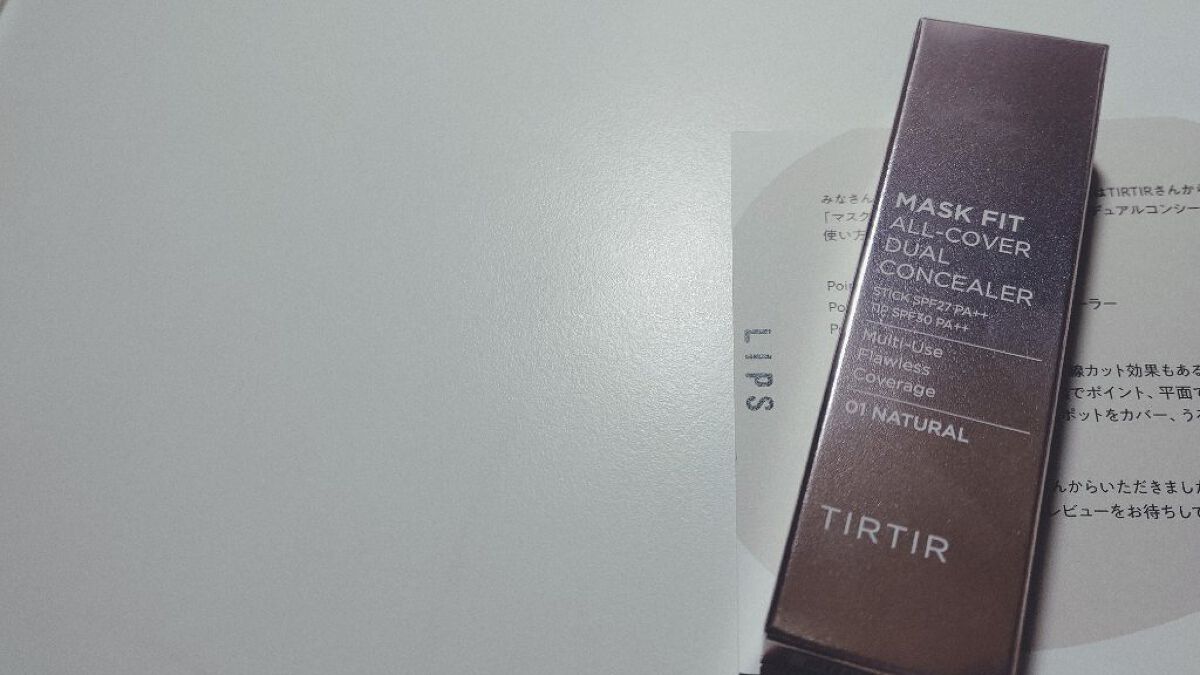 MASK FIT
ALL-COVER
DUAL
CONCEALER
STICK SPF27 PA++
TIP SPF30 PA++
Multi-Use
Flawless
Coverage
01 NATURAL
TIRTIR
LIPS
みなさん
はTIRTIRさんから
「マスク
デュアルコンシー
使い方
ーラー
線カット効果もある
でポイント、平面で
ポットをカバー、う
んからいただきました
レビューをお待ちして